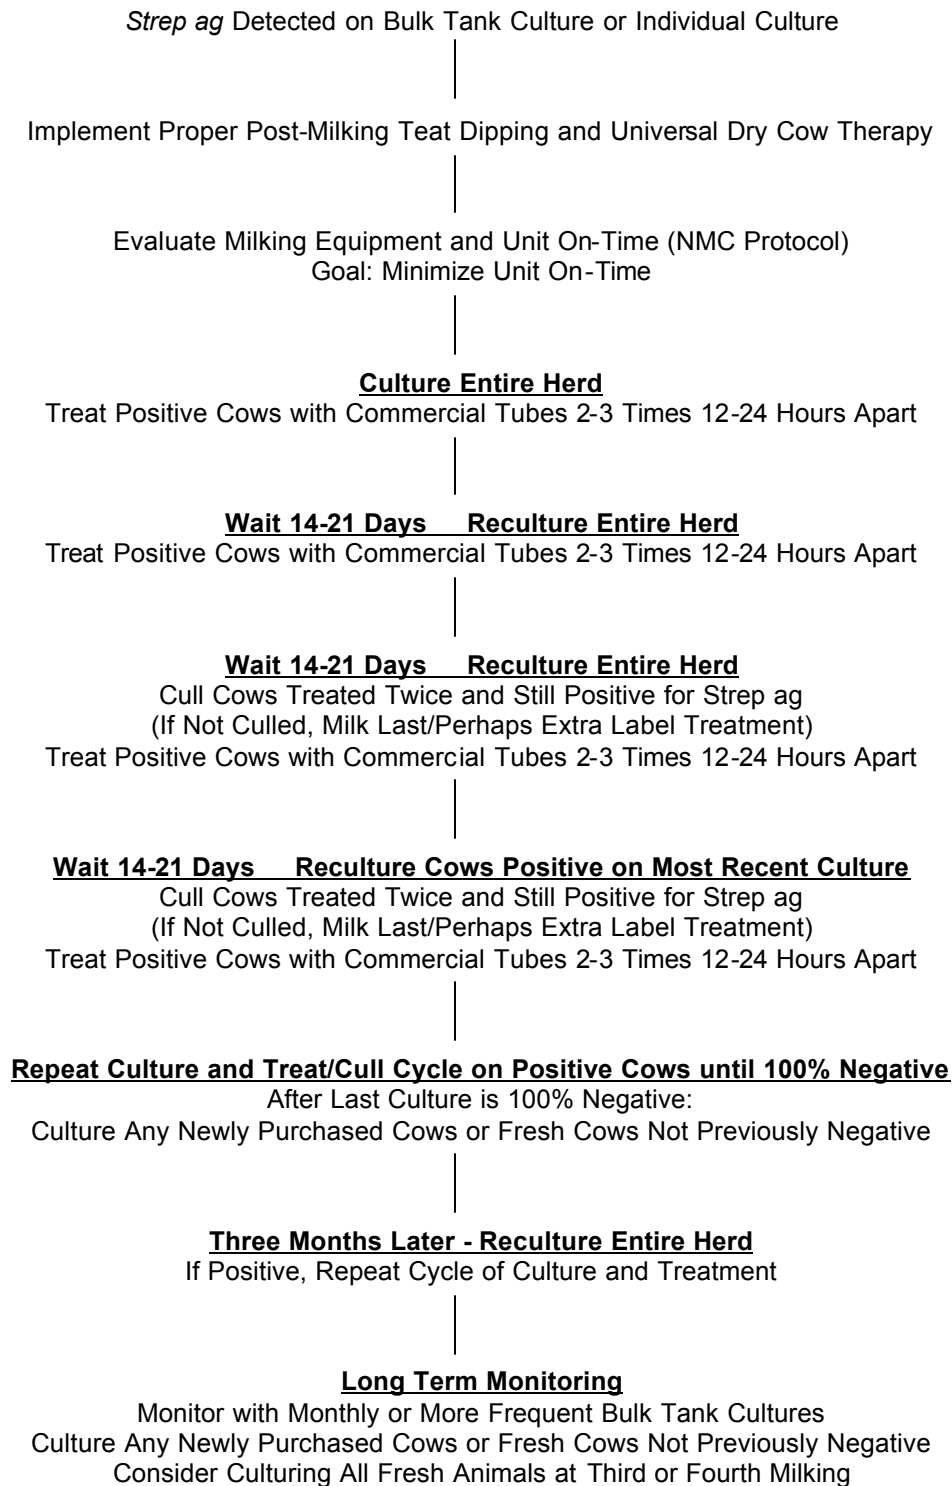 Strep ag Detected on Bulk Tank Culture or Individual Culture
Implement Proper Post-Milking Teat Dipping and Universal Dry Cow Therapy
Evaluate Milking Equipment and Unit On-Time (NMC Protocol)
Goal: Minimize Unit On-Time
Culture Entire Herd
Treat Positive Cows with Commercial Tubes 2-3 Times 12-24 Hours Apart
Wait 14-21 Days Reculture Entire Herd
Treat Positive Cows with Commercial Tubes 2-3 Times 12-24 Hours Apart
Wait 14-21 Days Reculture Entire Herd
Cull Cows Treated Twice and Still Positive for Strep ag
(If Not Culled, Milk Last/Perhaps Extra Label Treatment)
Treat Positive Cows with Commercial Tubes 2-3 Times 12-24 Hours Apart
Wait 14-21 Days Reculture Cows Positive on Most Recent Culture
Cull Cows Treated Twice and Still Positive for Strep ag
(If Not Culled, Milk Last/Perhaps Extra Label Treatment)
Treat Positive Cows with Commercial Tubes 2-3 Times 12-24 Hours Apart
Repeat Culture and Treat/Cull Cycle on Positive Cows until 100% Negative
After Last Culture is 100% Negative:
Culture Any Newly Purchased Cows or Fresh Cows Not Previously Negative
Three Months Later - Reculture Entire Herd
If Positive, Repeat Cycle of Culture and Treatment
Long Term Monitoring
Monitor with Monthly or More Frequent Bulk Tank Cultures
Culture Any Newly Purchased Cows or Fresh Cows Not Previously Negative
Consider Culturing All Fresh Animals at Third or Fourth Milking